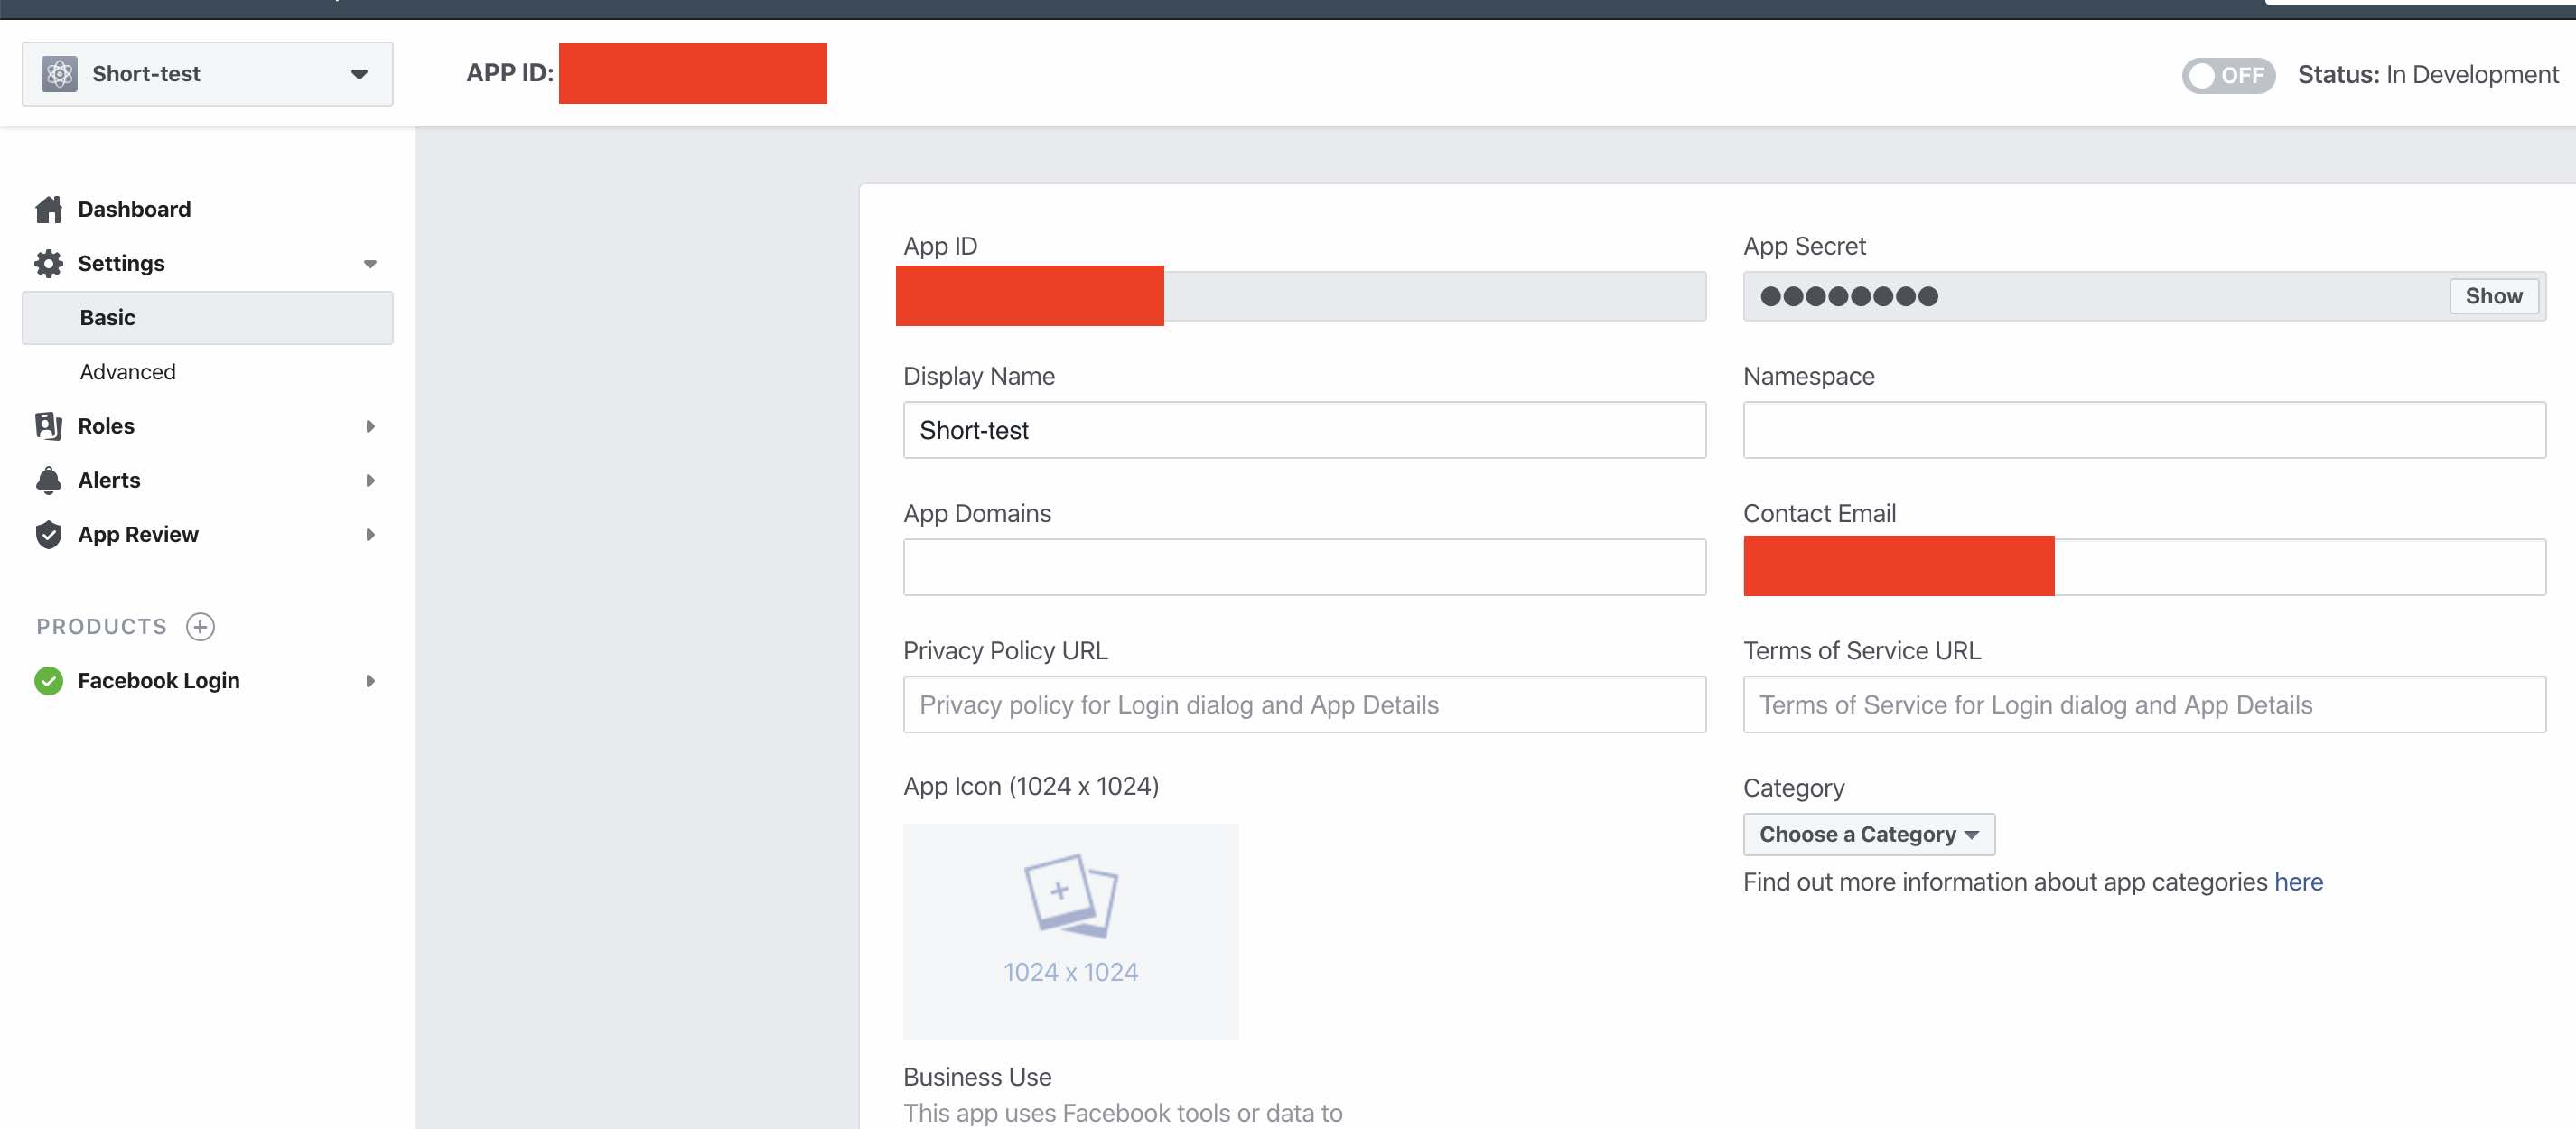 Short-test
APP ID:
OFF
Status: In Development
Dashboard
Settings
Basic
Advanced
Roles
Alerts
App Review
PRODUCTS
Facebook Login
App ID
App Secret
Show
Display Name
Namespace
Short-test
App Domains
Contact Email
Privacy Policy URL
Terms of Service URL
Privacy policy for Login dialog and App Details
Terms of Service for Login dialog and App Details
App Icon (1024 x 1024)
Category
Choose a Category
Find out more information about app categories here
1024 x 1024
Business Use
This app uses Facebook tools or data to